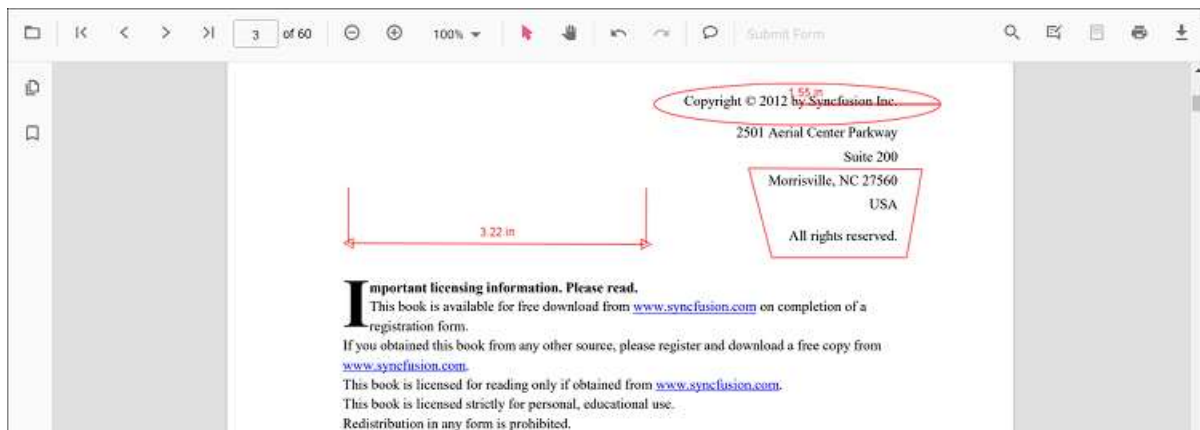 3 of 60 100% Submit Form
1.55 in
Copyright © 2012 by Syncfusion Inc.
2501 Aerial Center Parkway
Suite 200
Morrisville, NC 27560
USA
3.22 in
All rights reserved.
Important licensing information. Please read.
This book is available for free download from www.syncfusion.com on completion of a
registration form.
If you obtained this book from any other source, please register and download a free copy from
www.syncfusion.com.
This book is licensed for reading only if obtained from www.syncfusion.com.
This book is licensed strictly for personal, educational use.
Redistribution in any form is prohibited.